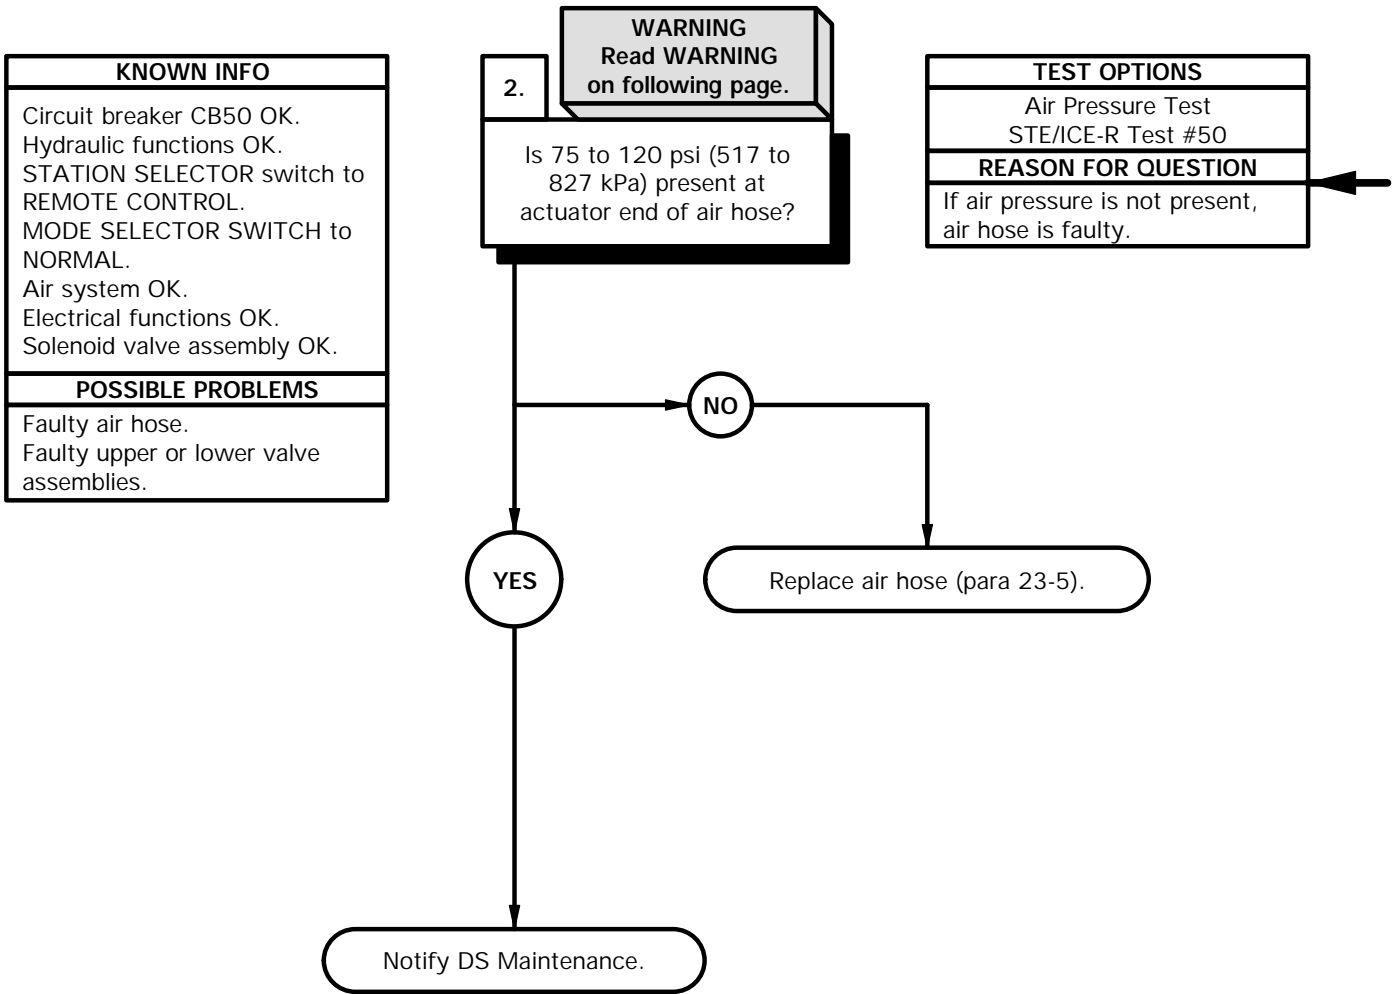 KNOWN INFO
Circuit breaker CB50 OK.
Hydraulic functions OK.
STATION SELECTOR switch to
REMOTE CONTROL.
MODE SELECTOR SWITCH to
NORMAL.
Air system OK.
Electrical functions OK.
Solenoid valve assembly OK.
POSSIBLE PROBLEMS
Faulty air hose.
Faulty upper or lower valve
assemblies.
WARNING
Read WARNING
on following page.
2.
Is 75 to 120 psi (517 to
827 kPa) present at
actuator end of air hose?
TEST OPTIONS
Air Pressure Test
STE/ICE-R Test #50
REASON FOR QUESTION
If air pressure is not present,
air hose is faulty.
NO
YES
Replace air hose (para 23-5).
Notify DS Maintenance.